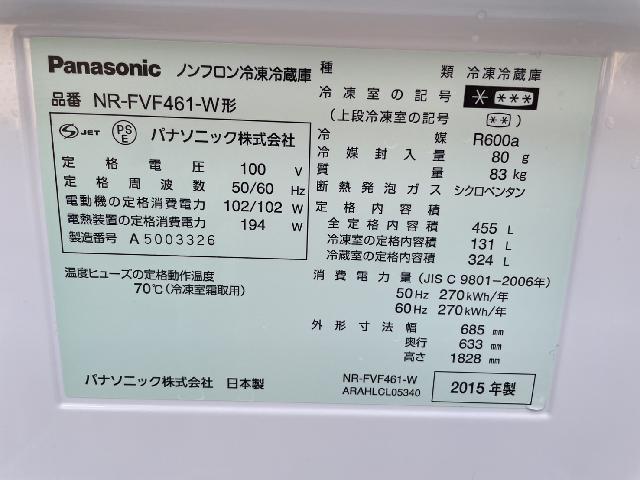 Panasonic ノンフロン冷凍冷蔵庫
品番 NR-FVF461-W形
S JET PS E パナソニック株式会社
定格電圧 100 V
定格周波数 50/60 Hz
電動機の定格消費電力 102/102 W
電熱装置の定格消費電力 194 W
製造番号 A5003326
温度ヒューズの定格動作温度
70℃(冷凍室霜取用)
パナソニック株式会社 日本製
種類 冷凍冷蔵庫
冷凍室の記号 * ***
(上段冷凍室の記号 **)
冷媒 R600a
冷媒封入量 80 g
質量 83 kg
断熱発泡ガス シクロペンタン
定格内容積
全定格内容積 455 L
冷凍室の定格内容積 131 L
冷蔵室の定格内容積 324 L
消費電力量(JIS C 9801-2006年)
50Hz 270kWh/年
60Hz 270kWh/年
外形寸法 幅 685 mm
奥行 633 mm
高さ 1828 mm
NR-FVF461-W
ARAHLCL05340
2015年製